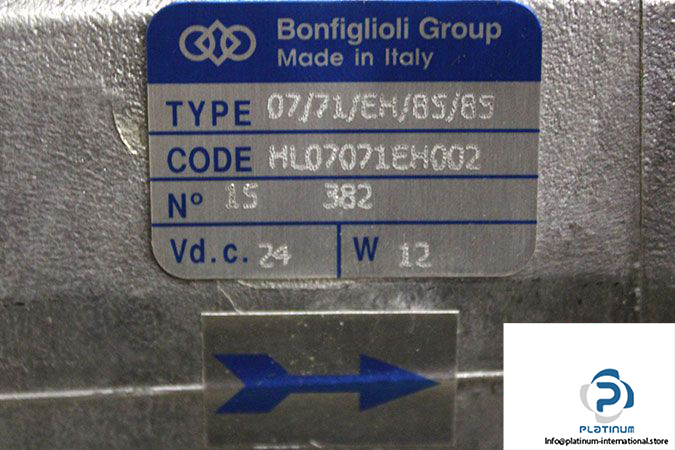 Bonfiglioli Group
Made in Italy
TYPE 07/71/EH/85/85
CODE HL07071EH002
Nº 15 382
Vd.c. 24 W 12
PLATINUM
Info@platinum-international.store